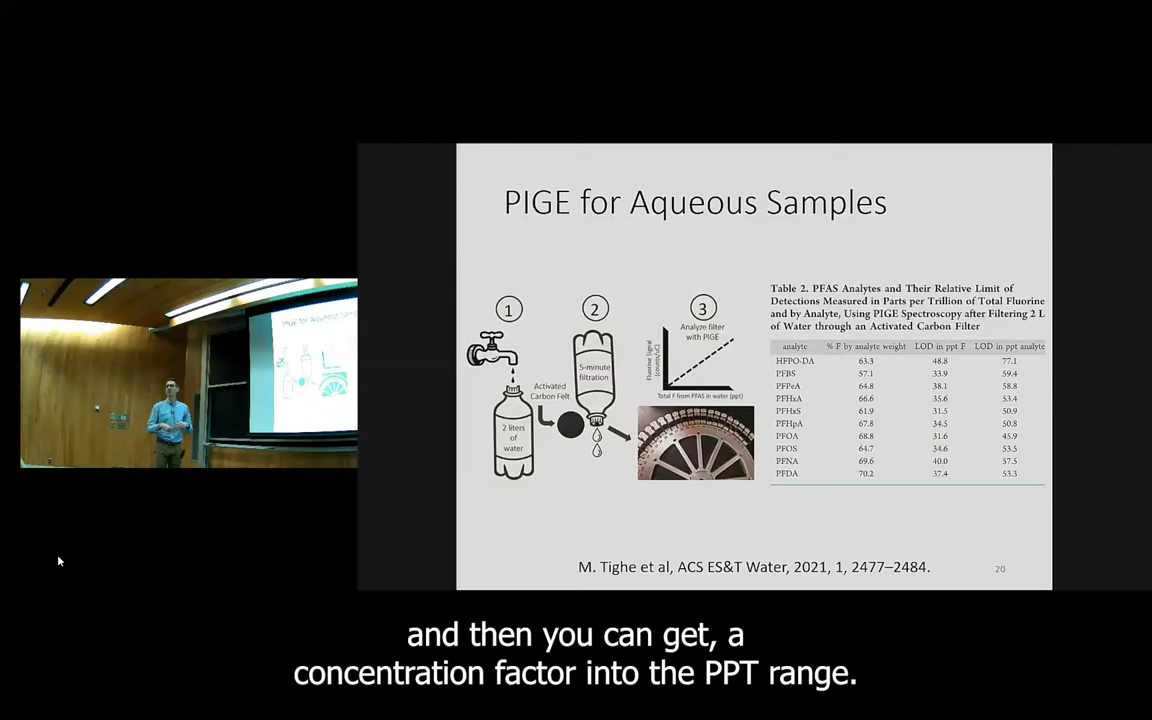 PIGE for Aqueous Samples
1
2
3
2 liters
of
water
Activated
Carbon Felt
5-minute
filtration
Analyze filter
with PIGE
Fluorine Signal
(counts/uC)
Total F from PFAS in water (ppt)
Table 2. PFAS Analytes and Their Relative Limit of
Detections Measured in Parts per Trillion of Total Fluorine
and by Analyte, Using PIGE Spectroscopy after Filtering 2 L
of Water through an Activated Carbon Filter
analyte % F by analyte weight LOD in ppt F LOD in ppt analyte
HFPO-DA 63.3 48.8 77.1
PFBS 57.1 33.9 59.4
PFPeA 64.8 38.1 58.8
PFHxA 66.6 35.6 53.4
PFHxS 61.9 31.5 50.9
PFHpA 67.8 34.5 50.8
PFOA 68.8 31.6 45.9
PFOS 64.7 34.6 53.5
PFNA 69.6 40.0 57.5
PFDA 70.2 37.4 53.3
M. Tighe et al, ACS ES&T Water, 2021, 1, 2477–2484.
20
PIGE for Aqueous Sam
and then you can get, a
concentration factor into the PPT range.